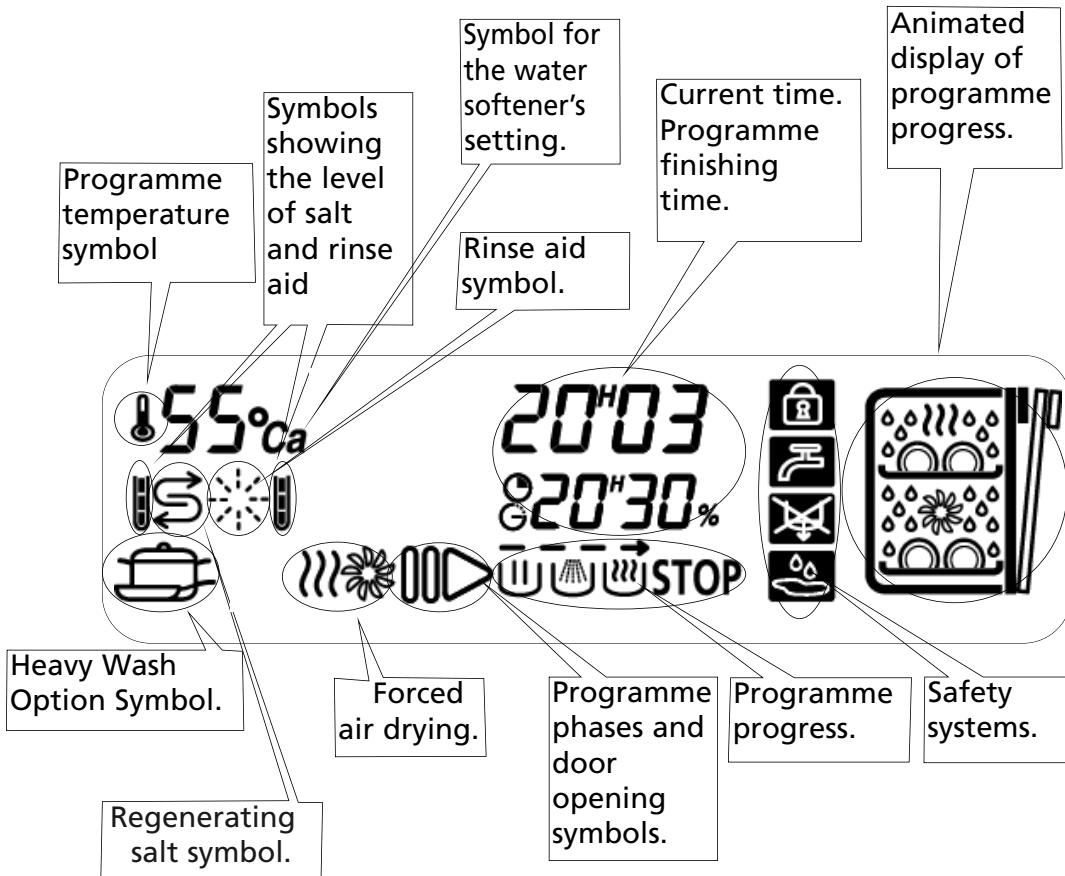 Animated
display of
programme
progress.
Symbol for
the water
softener's
setting.
Current time.
Programme
finishing
time.
Symbols
showing
the level
of salt
and rinse
aid
Programme
temperature
symbol
Rinse aid
symbol.
55°Ca
20H03
20H30%
STOP
Heavy Wash
Option Symbol.
Forced
air drying.
Programme
phases and
door
opening
symbols.
Programme
progress.
Safety
systems.
Regenerating
salt symbol.